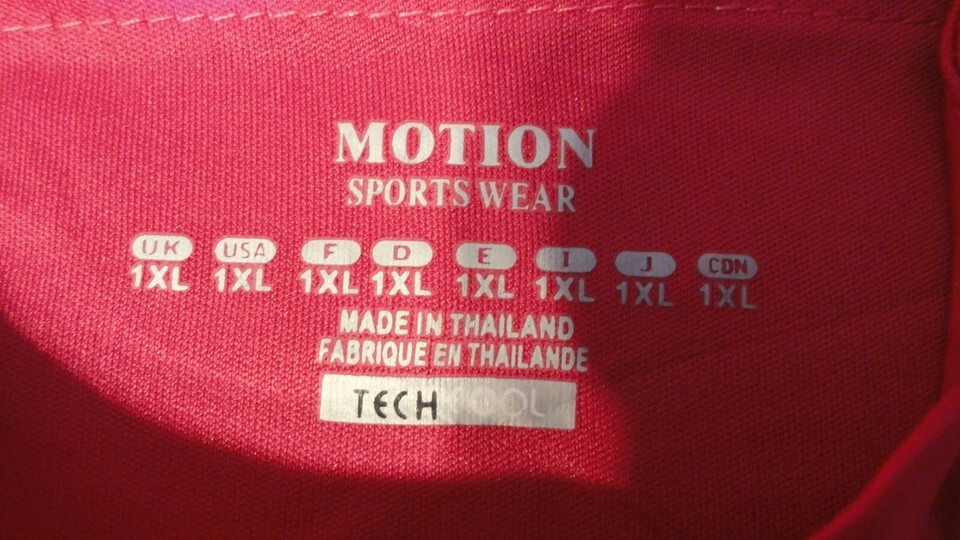 MOTION
SPORTS WEAR
UK USA F D E I J CDN
1XL 1XL 1XL 1XL 1XL 1XL 1XL 1XL
MADE IN THAILAND
FABRIQUE EN THAILANDE
TECHKOOL